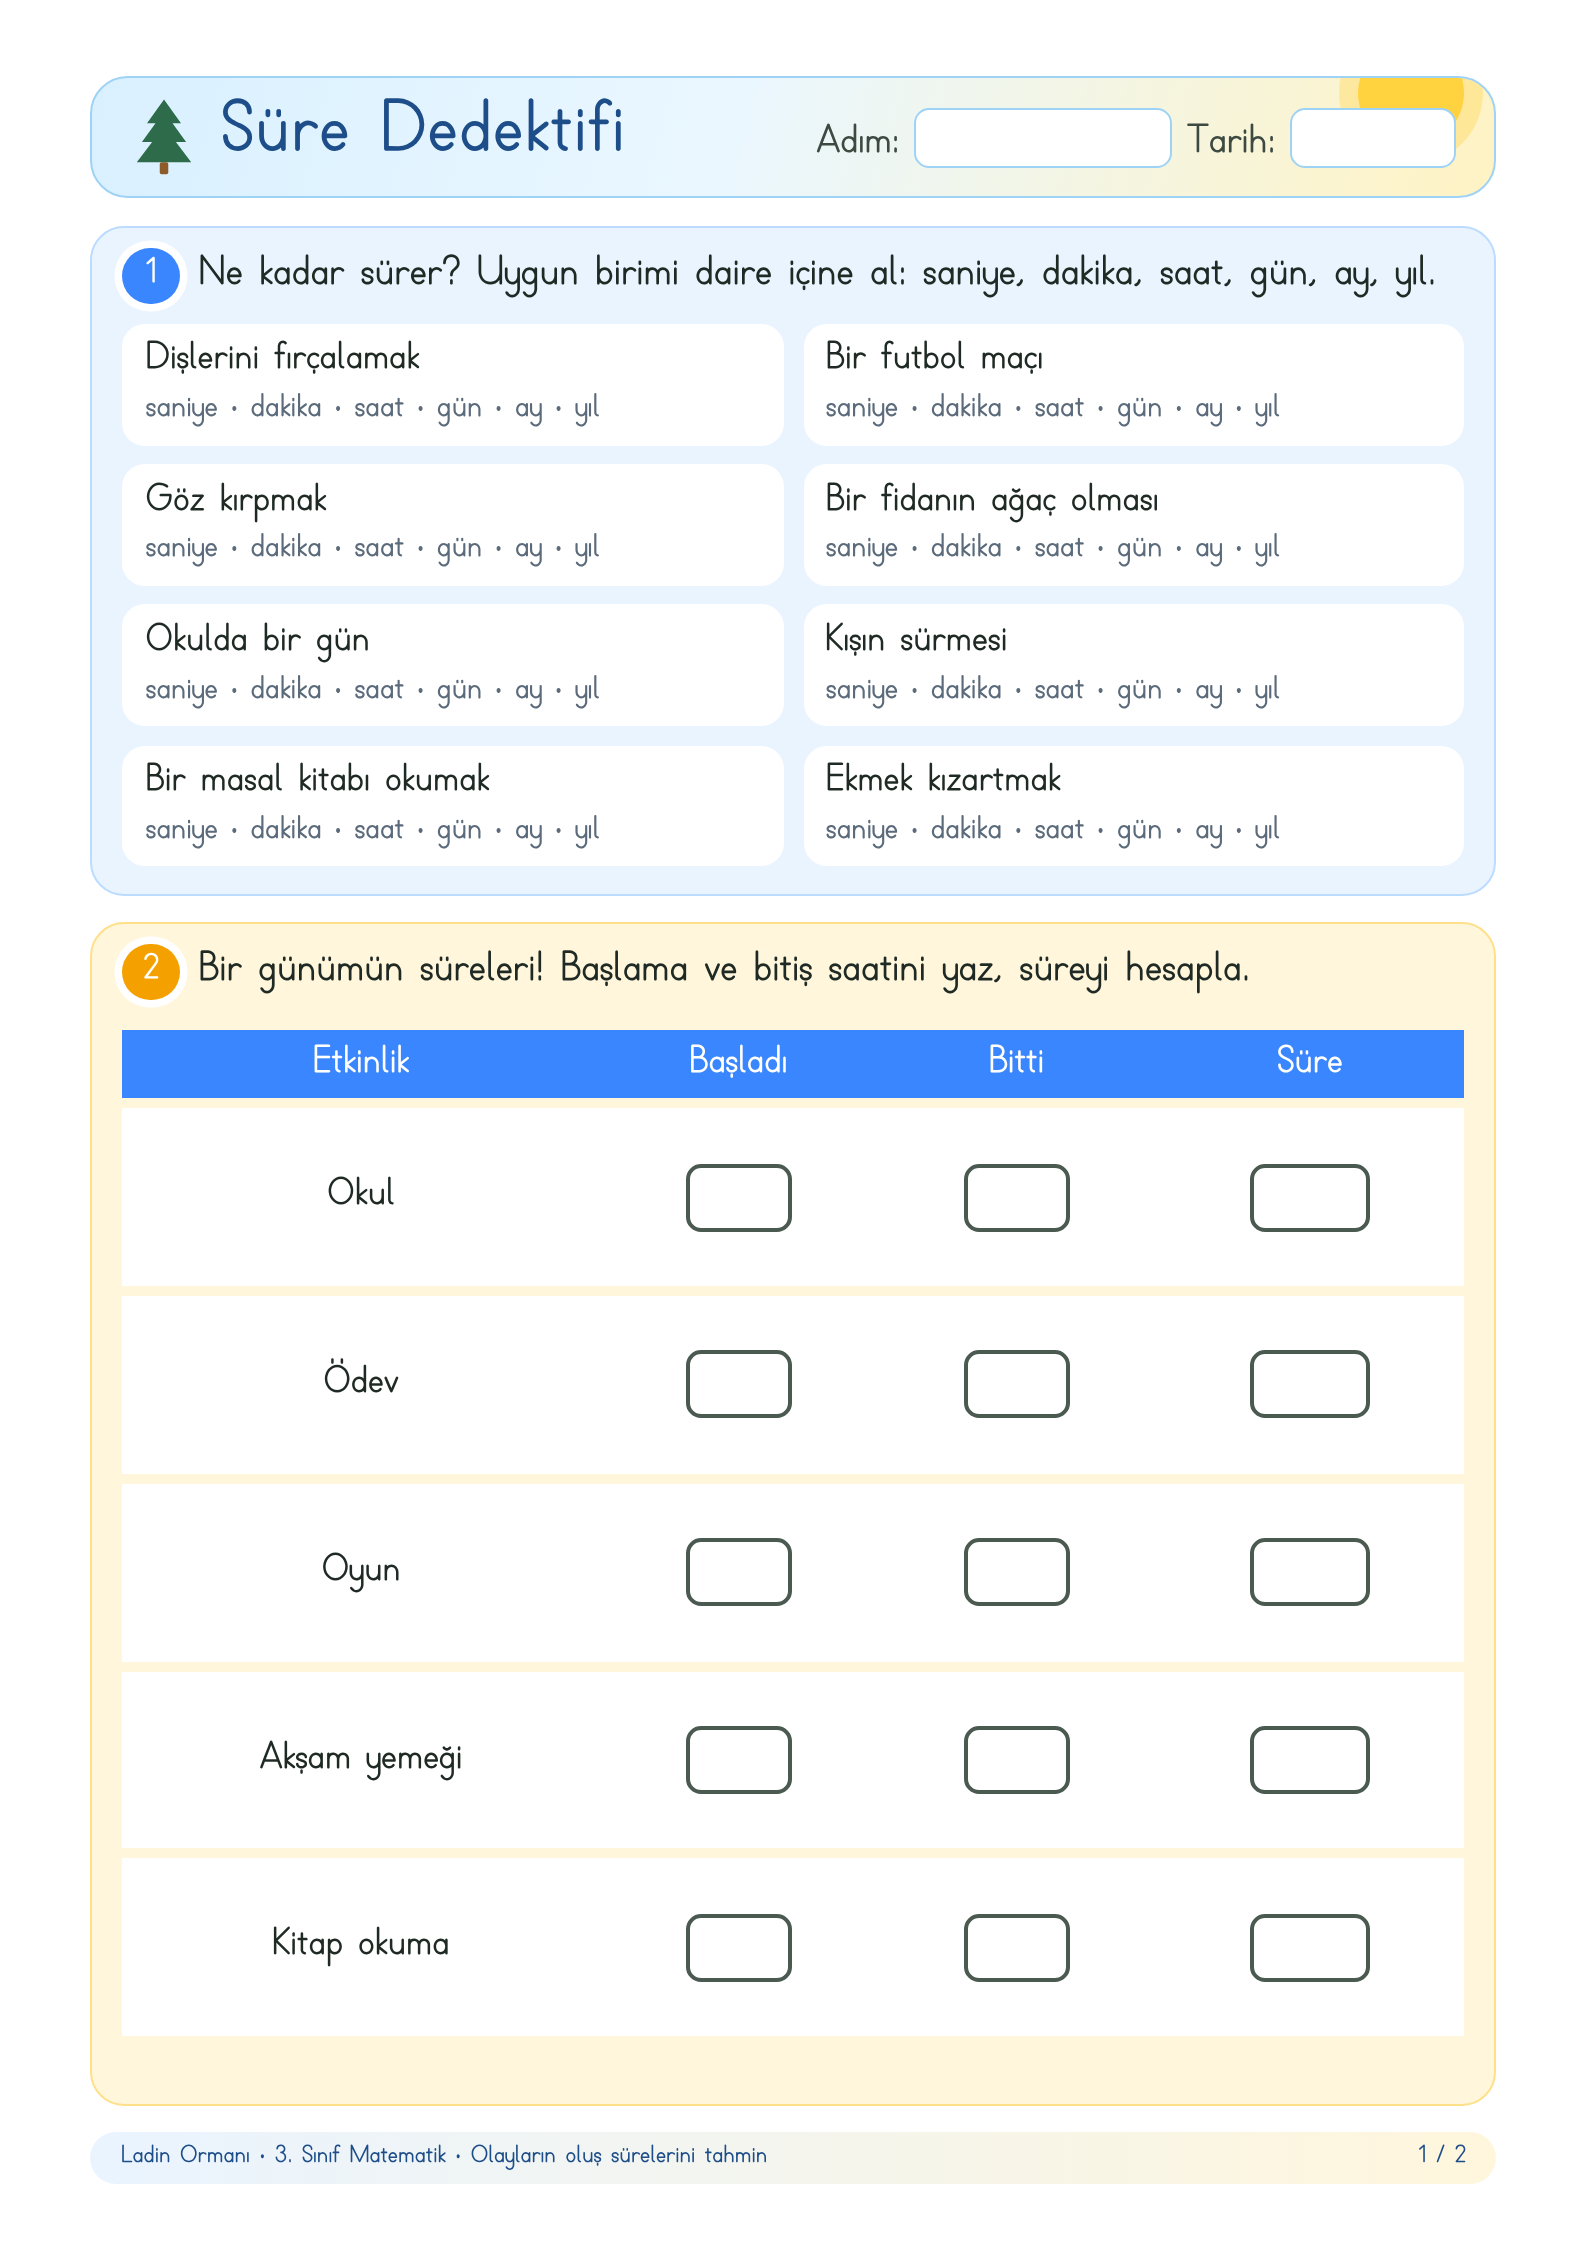 Süre Dedektifi
Adım:
Tarih:
1 Ne kadar sürer? Uygun birimi daire içine al: saniye, dakika, saat, gün, ay, yıl.
Dişlerini fırçalamak
saniye • dakika • saat • gün • ay • yıl
Bir futbol maçı
saniye • dakika • saat • gün • ay • yıl
Göz kırpmak
saniye • dakika • saat • gün • ay • yıl
Bir fidanın ağaç olması
saniye • dakika • saat • gün • ay • yıl
Okulda bir gün
saniye • dakika • saat • gün • ay • yıl
Kışın sürmesi
saniye • dakika • saat • gün • ay • yıl
Bir masal kitabı okumak
saniye • dakika • saat • gün • ay • yıl
Ekmek kızartmak
saniye • dakika • saat • gün • ay • yıl
2 Bir günümün süreleri! Başlama ve bitiş saatini yaz, süreyi hesapla.
Etkinlik Başladı Bitti Süre
Okul
Ödev
Oyun
Akşam yemeği
Kitap okuma
Ladin Ormanı • 3. Sınıf Matematik • Olayların oluş sürelerini tahmin
1 / 2